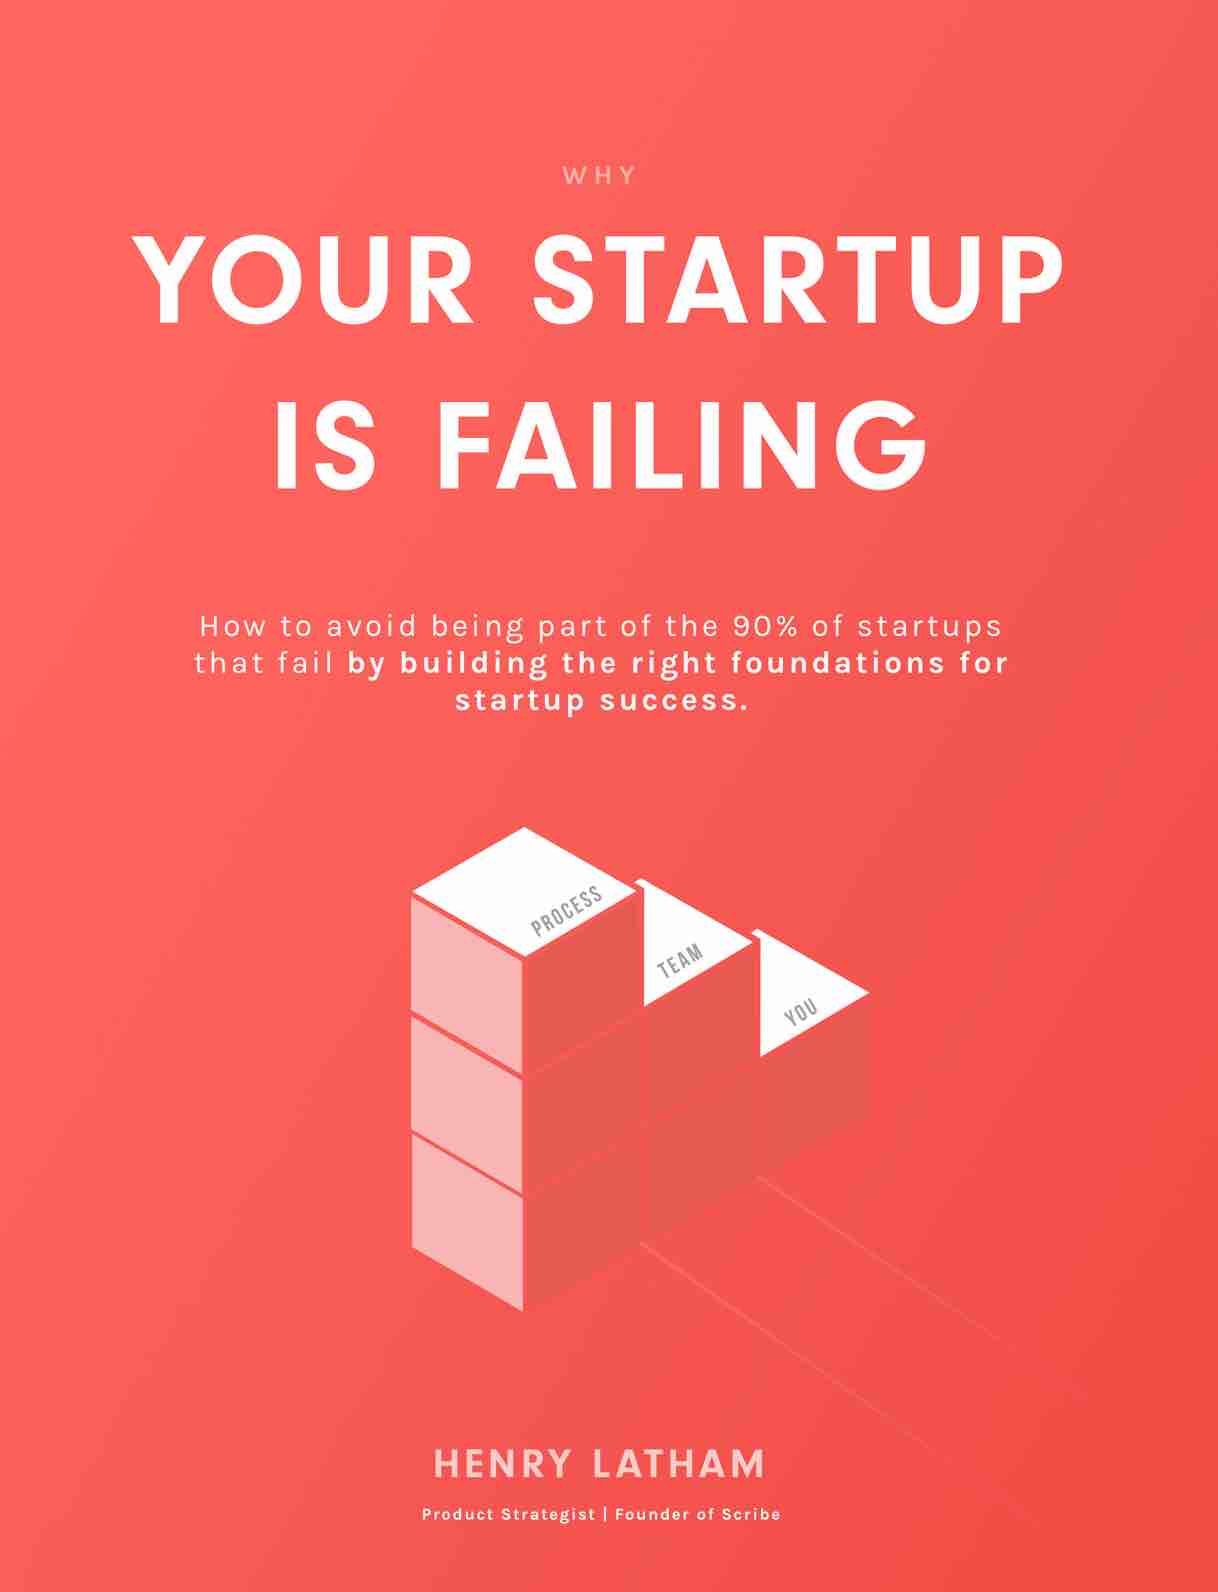 WHY
YOUR STARTUP
IS FAILING
How to avoid being part of the 90% of startups
that fail by building the right foundations for
startup success.
PROCESS
TEAM
YOU
HENRY LATHAM
Product Strategist | Founder of Scribe